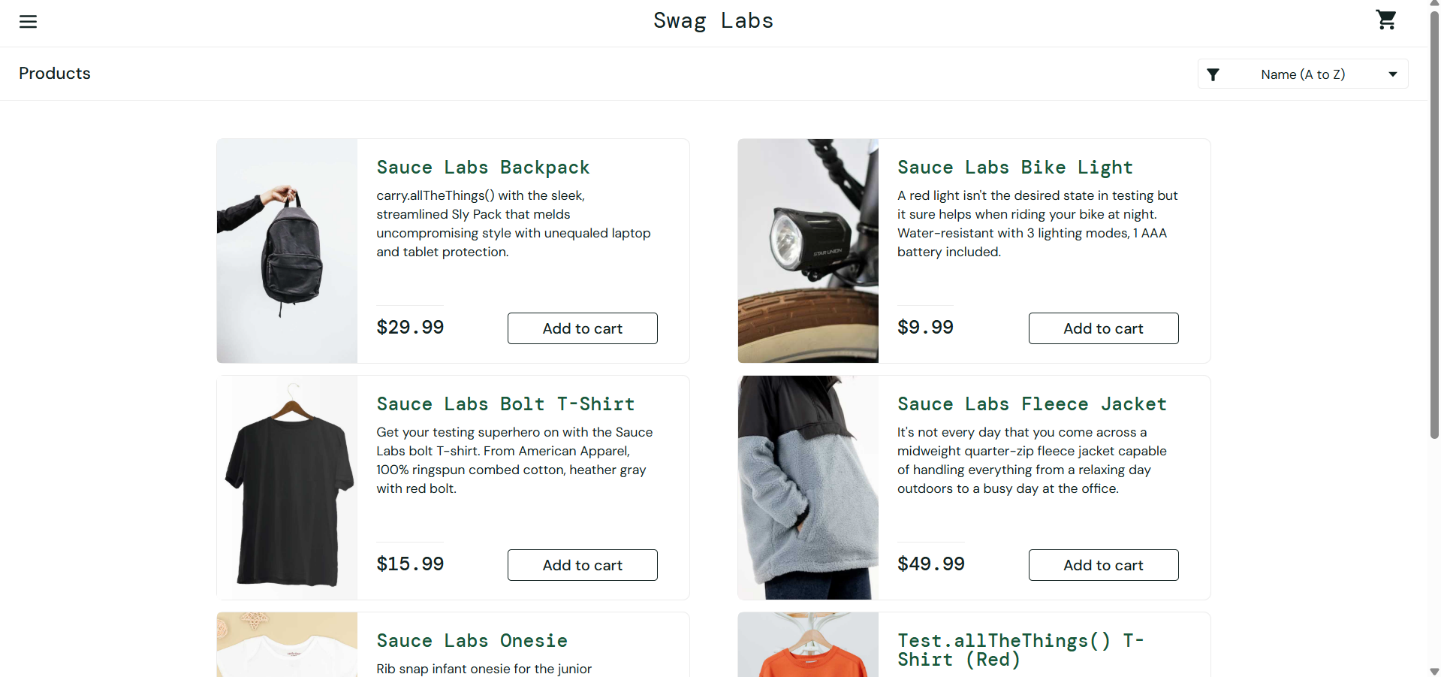 Swag Labs
Products
Name (A to Z)
Sauce Labs Backpack
carry.allTheThings() with the sleek,
streamlined Sly Pack that melds
uncompromising style with unequaled laptop
and tablet protection.
$29.99
Add to cart
Sauce Labs Bike Light
A red light isn't the desired state in testing but
it sure helps when riding your bike at night.
Water-resistant with 3 lighting modes, 1 AAA
battery included.
$9.99
Add to cart
Sauce Labs Bolt T-Shirt
Get your testing superhero on with the Sauce
Labs bolt T-shirt. From American Apparel,
100% ringspun combed cotton, heather gray
with red bolt.
$15.99
Add to cart
Sauce Labs Fleece Jacket
It's not every day that you come across a
midweight quarter-zip fleece jacket capable
of handling everything from a relaxing day
outdoors to a busy day at the office.
$49.99
Add to cart
Sauce Labs Onesie
Rib snap infant onesie for the junior
Test.allTheThings() T-
Shirt (Red)